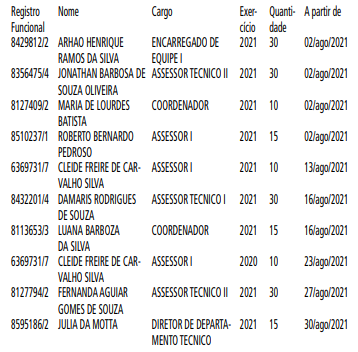 Registro Nome Cargo Exer- Quanti- A partir de
Funcional cício dade
8429812/2 ARHAO HENRIQUE ENCARREGADO DE 2021 30 02/ago/2021
RAMOS DA SILVA EQUIPE I
8356475/4 JONATHAN BARBOSA DE ASSESSOR TECNICO II 2021 30 02/ago/2021
SOUZA OLIVEIRA
8127409/2 MARIA DE LOURDES COORDENADOR 2021 10 02/ago/2021
BATISTA
8510237/1 ROBERTO BERNARDO ASSESSOR I 2021 15 02/ago/2021
PEDROSO
6369731/7 CLEIDE FREIRE DE CAR- ASSESSOR I 2021 10 13/ago/2021
VALHO SILVA
8432201/4 DAMARIS RODRIGUES ASSESSOR TECNICO I 2021 30 16/ago/2021
DE SOUZA
8113653/3 LUANA BARBOZA COORDENADOR 2021 15 16/ago/2021
DA SILVA
6369731/7 CLEIDE FREIRE DE CAR- ASSESSOR I 2020 10 23/ago/2021
VALHO SILVA
8127794/2 FERNANDA AGUIAR ASSESSOR TECNICO II 2021 30 27/ago/2021
GOMES DE SOUZA
8595186/2 JULIA DA MOTTA DIRETOR DE DEPARTA- 2021 15 30/ago/2021
MENTO TECNICO